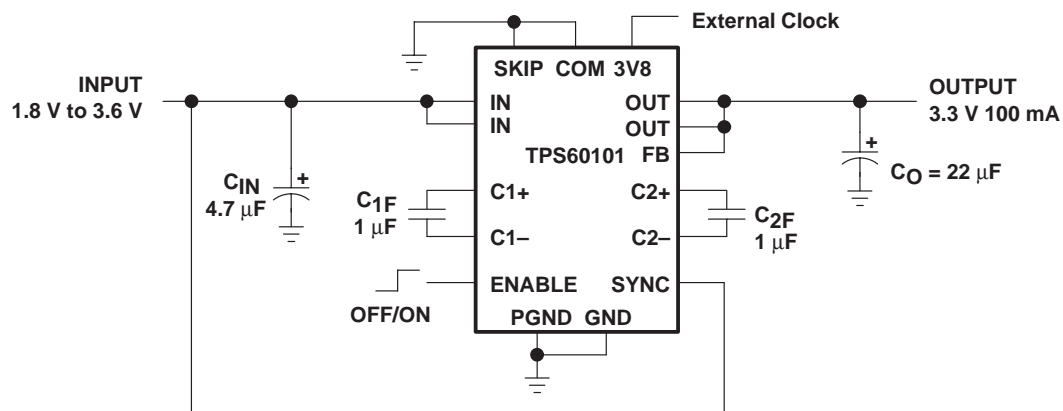 External Clock
SKIP COM 3V8
INPUT
1.8 V to 3.6 V
IN
IN
OUT
OUT
TPS60101 FB
OUTPUT
3.3 V 100 mA
+
CIN
4.7 μF
+
CO = 22 μF
C1F
1 μF
C1+
C1–
C2+
C2–
C2F
1 μF
ENABLE SYNC
OFF/ON
PGND GND